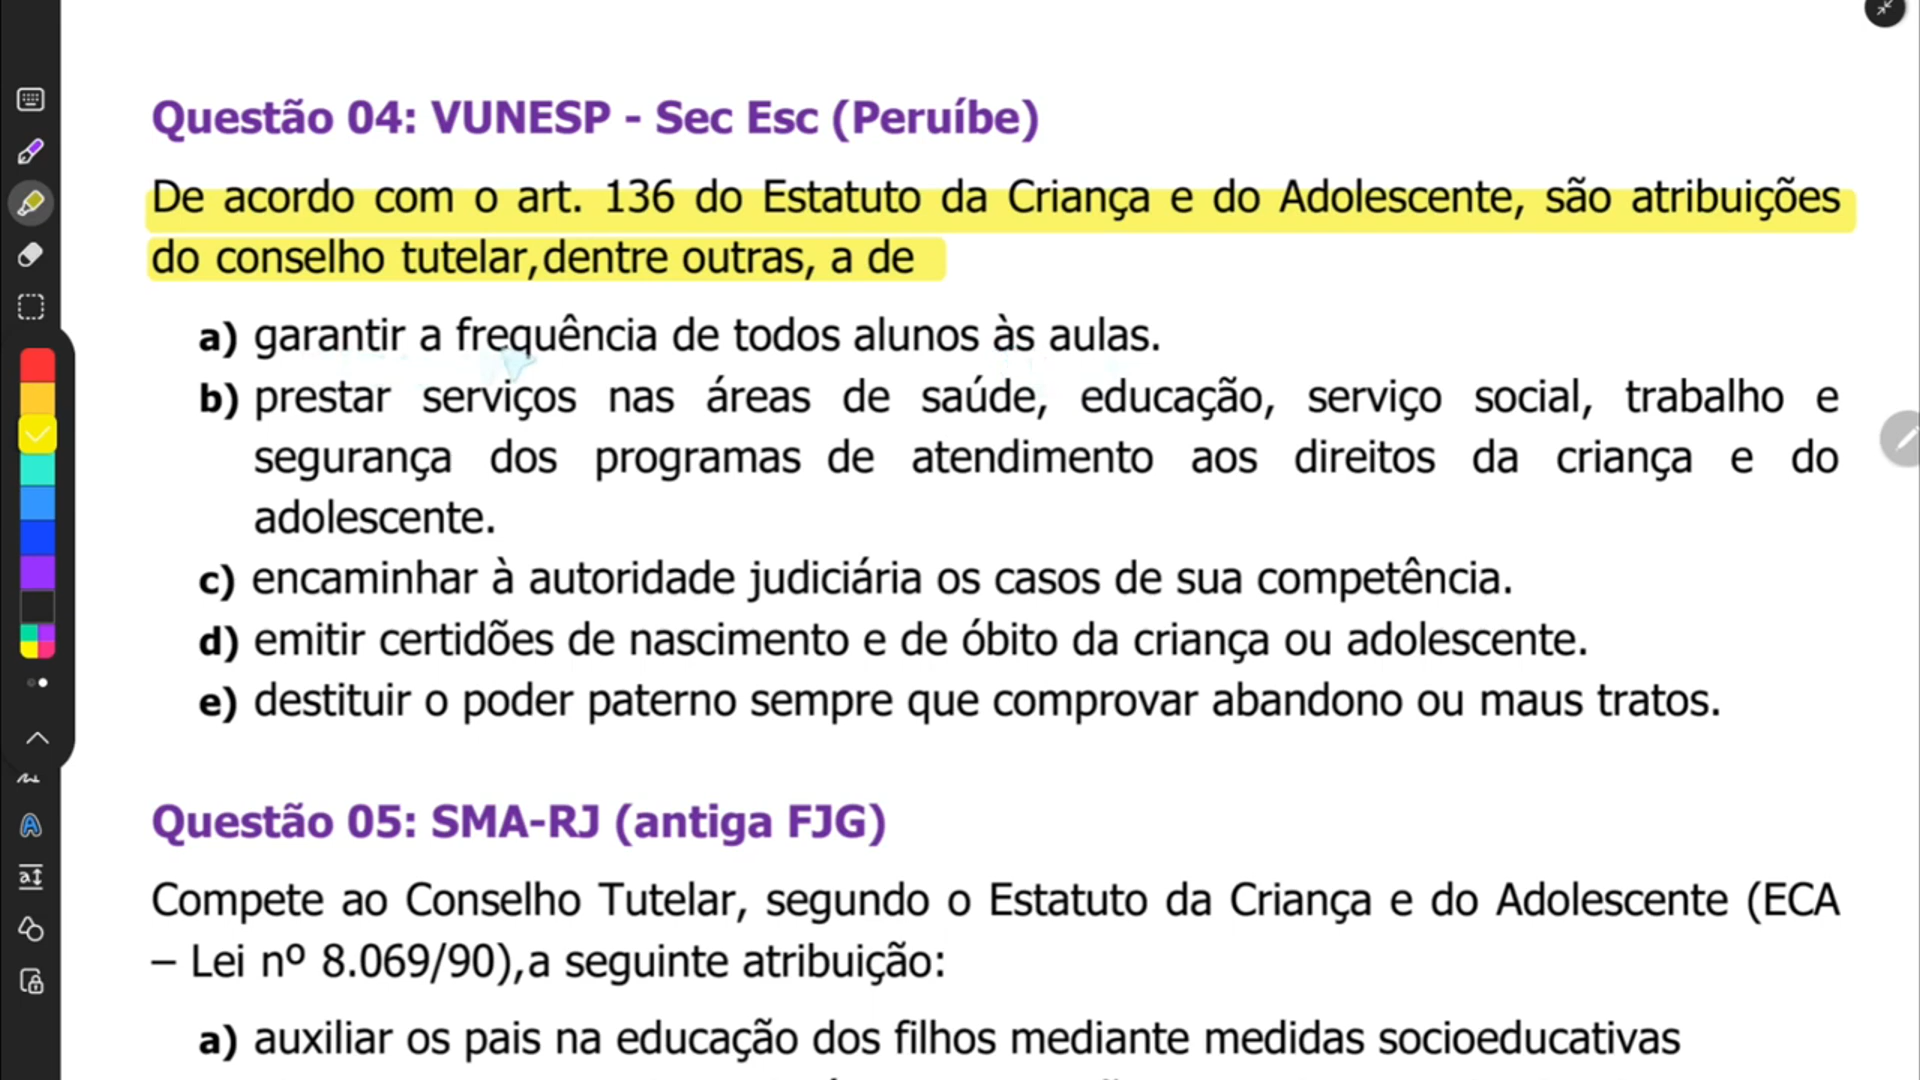 Questão 04: VUNESP - Sec Esc (Peruíbe)
De acordo com o art. 136 do Estatuto da Criança e do Adolescente, são atribuições
do conselho tutelar,dentre outras, a de
a) garantir a frequência de todos alunos às aulas.
b) prestar serviços nas áreas de saúde, educação, serviço social, trabalho e
segurança dos programas de atendimento aos direitos da criança e do
adolescente.
c) encaminhar à autoridade judiciária os casos de sua competência.
d) emitir certidões de nascimento e de óbito da criança ou adolescente.
e) destituir o poder paterno sempre que comprovar abandono ou maus tratos.
Questão 05: SMA-RJ (antiga FJG)
Compete ao Conselho Tutelar, segundo o Estatuto da Criança e do Adolescente (ECA
– Lei nº 8.069/90),a seguinte atribuição:
a) auxiliar os pais na educação dos filhos mediante medidas socioeducativas